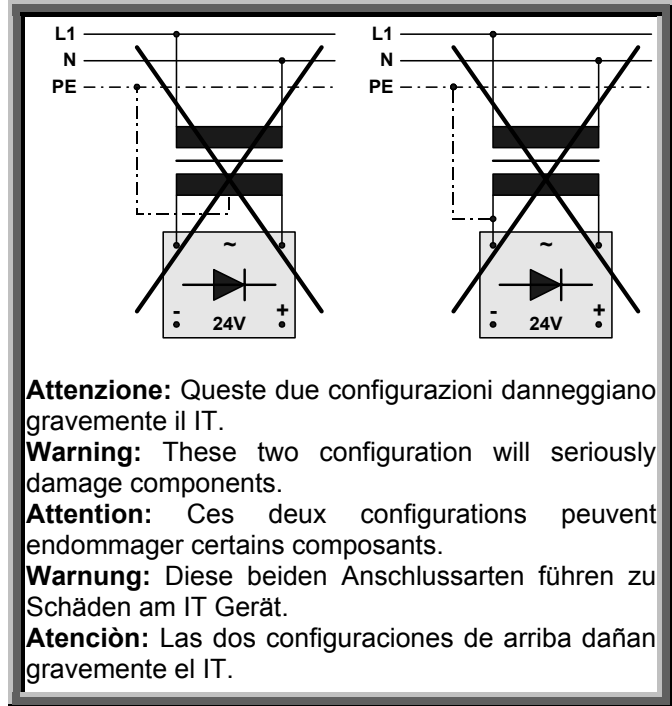 L1 L1
N N
PE PE
~ ~
- + - +
24V 24V
Attenzione: Queste due configurazioni danneggiano
gravemente il IT.
Warning: These two configuration will seriously
damage components.
Attention: Ces deux configurations peuvent
endommager certains composants.
Warnung: Diese beiden Anschlussarten führen zu
Schäden am IT Gerät.
Atenciòn: Las dos configuraciones de arriba dañan
gravemente el IT.